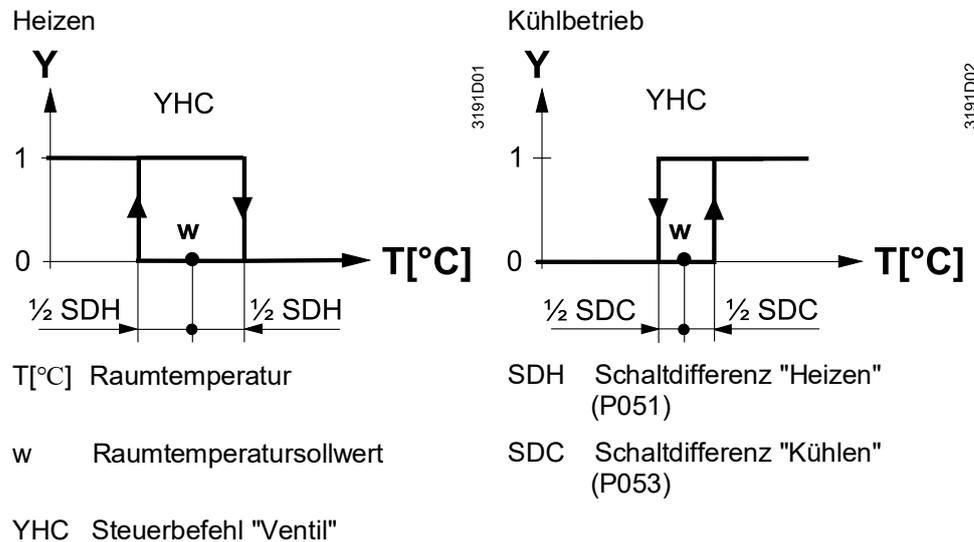 Heizen
Y
YHC
3191D01
1
w
0
T[°C]
½ SDH
½ SDH
Kühlbetrieb
Y
YHC
3191D02
1
w
0
T[°C]
½ SDC
½ SDC
T[°C] Raumtemperatur
w Raumtemperatursollwert
YHC Steuerbefehl "Ventil"
SDH Schaltdifferenz "Heizen"
(P051)
SDC Schaltdifferenz "Kühlen"
(P053)